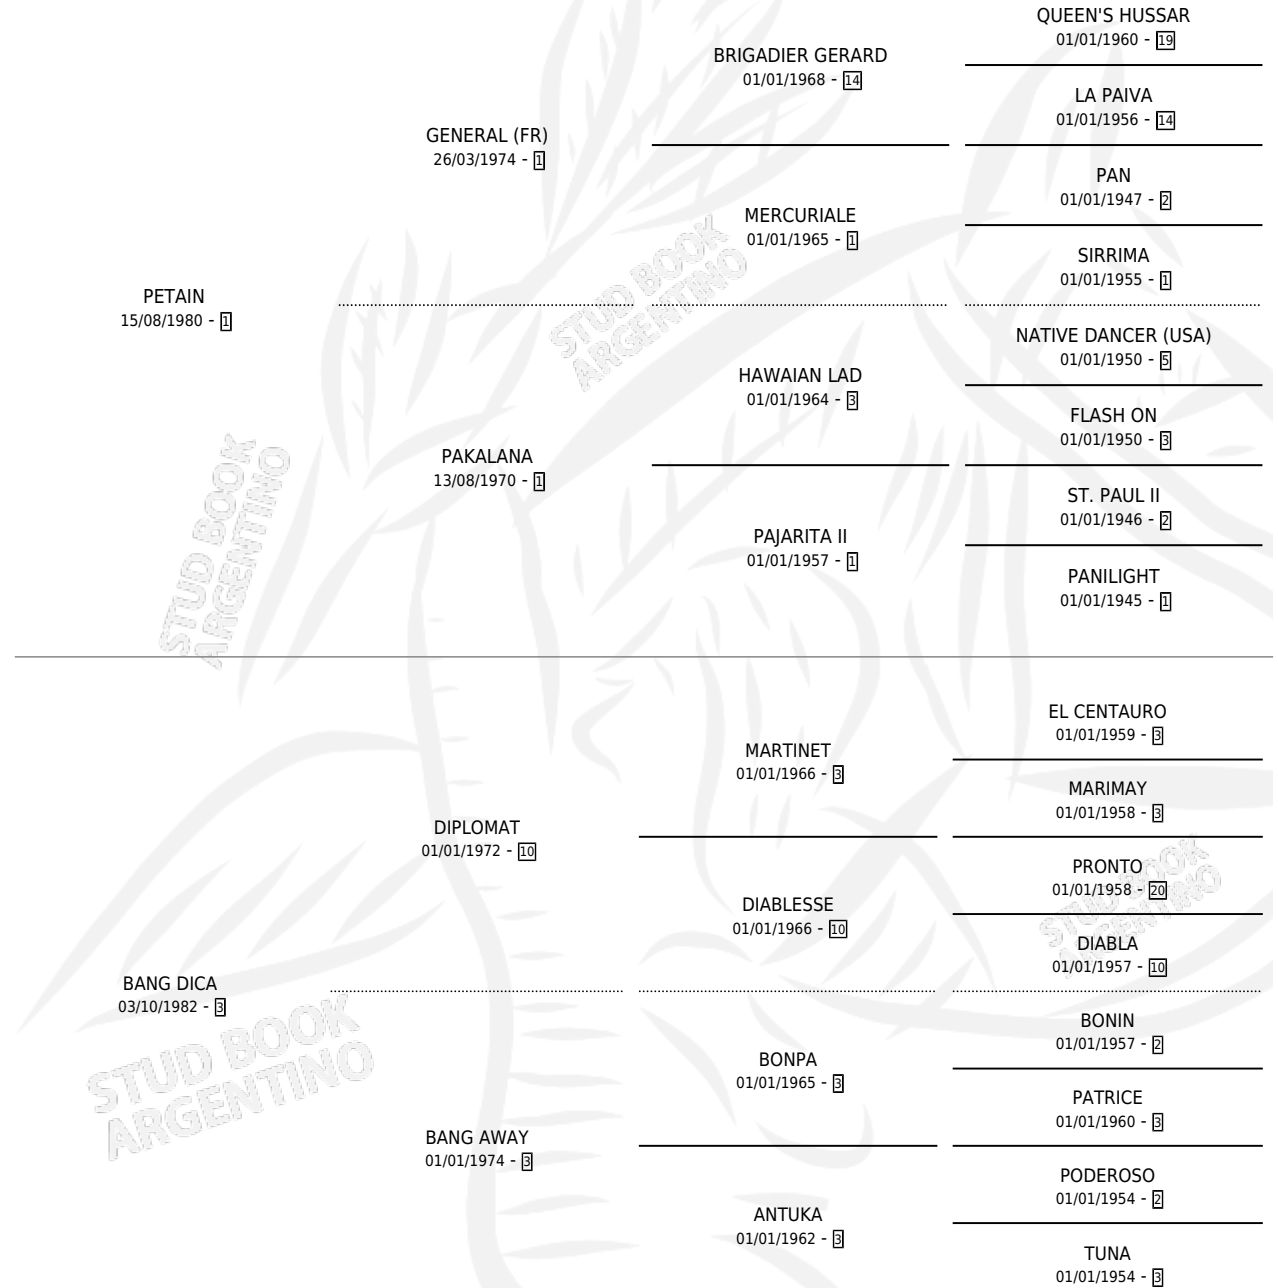 QUEEN'S HUSSAR
01/01/1960 - 19
BRIGADIER GERARD
01/01/1968 - 14
LA PAIVA
01/01/1956 - 14
GENERAL (FR)
26/03/1974 - 1
PAN
01/01/1947 - 2
MERCURIALE
01/01/1965 - 1
SIRRIMA
01/01/1955 - 1
PETAIN
15/08/1980 - 1
NATIVE DANCER (USA)
01/01/1950 - 5
HAWAIAN LAD
01/01/1964 - 3
FLASH ON
01/01/1950 - 3
PAKALANA
13/08/1970 - 1
ST. PAUL II
01/01/1946 - 2
PAJARITA II
01/01/1957 - 1
PANILIGHT
01/01/1945 - 1
STUD BOOK
ARGENTINO
STUD BOOK
ARGENTINO
EL CENTAURO
01/01/1959 - 3
MARTINET
01/01/1966 - 3
MARIMAY
01/01/1958 - 3
DIPLOMAT
01/01/1972 - 10
PRONTO
01/01/1958 - 20
DIABLESSE
01/01/1966 - 10
DIABLA
01/01/1957 - 10
STUD BOOK
ARGENTINO
BANG DICA
03/10/1982 - 3
BONIN
01/01/1957 - 2
BONPA
01/01/1965 - 3
PATRICE
01/01/1960 - 3
STUD BOOK
ARGENTINO
BANG AWAY
01/01/1974 - 3
PODEROSO
01/01/1954 - 2
ANTUKA
01/01/1962 - 3
TUNA
01/01/1954 - 3